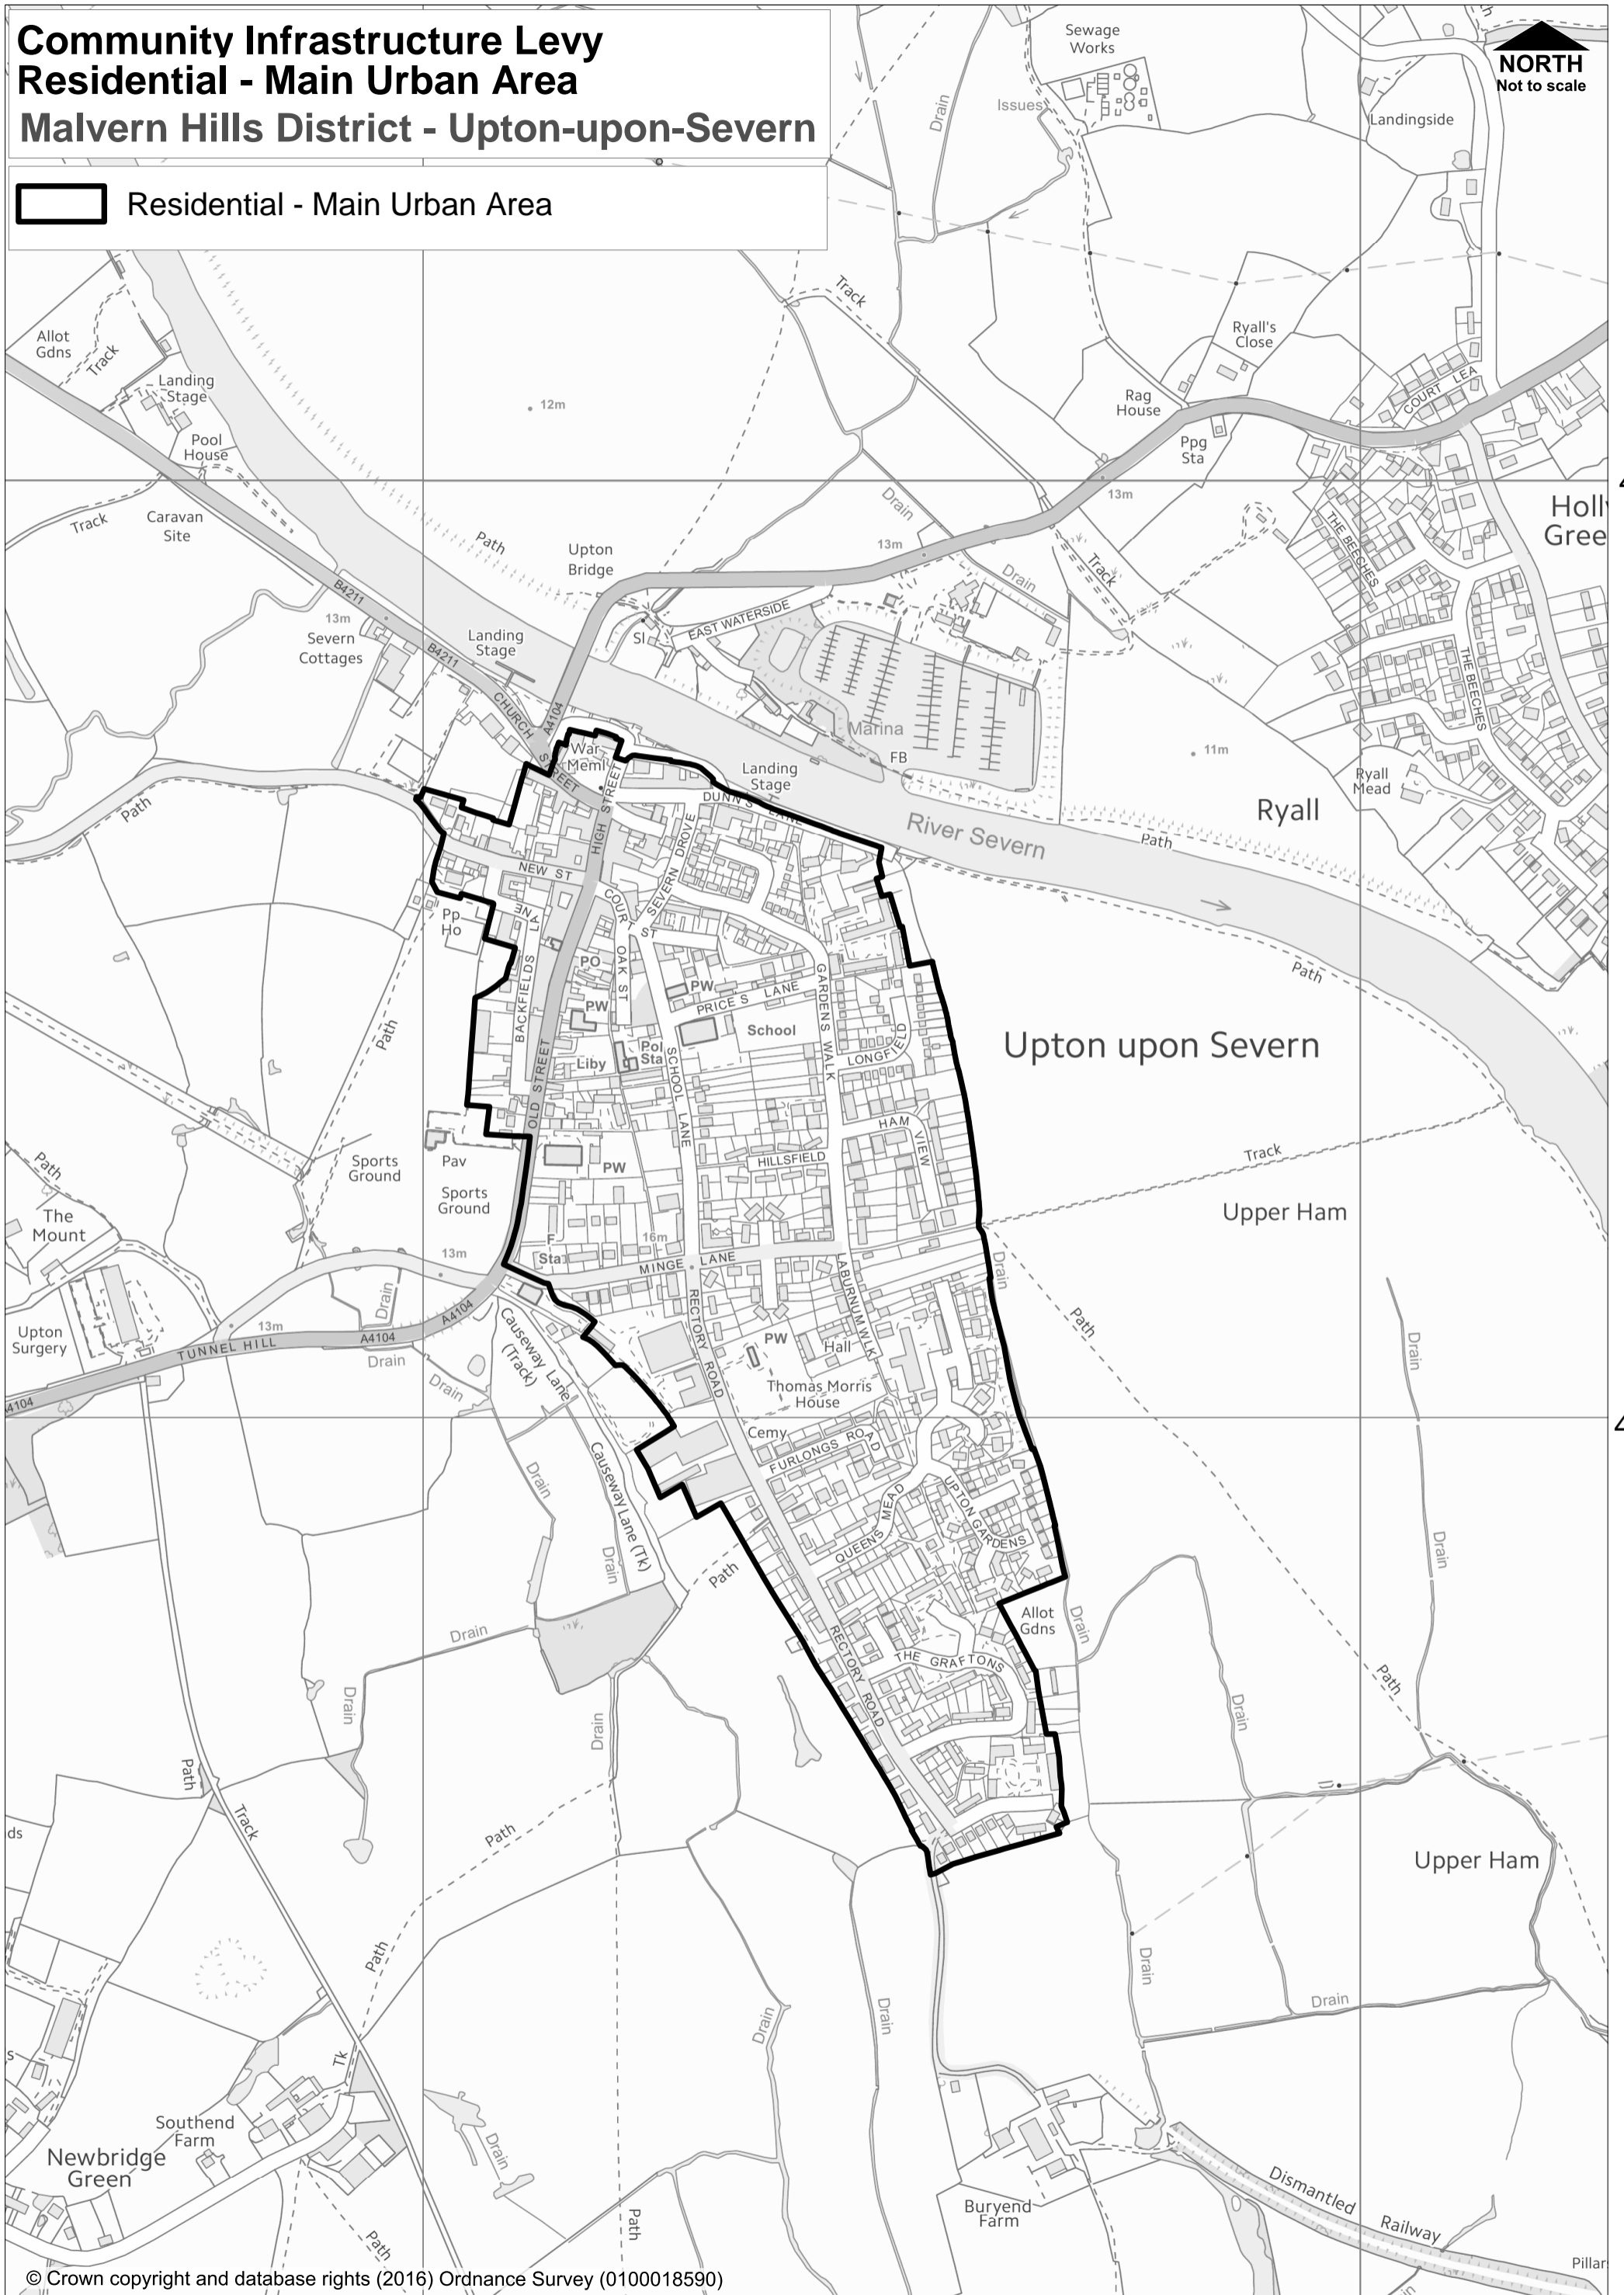 Community Infrastructure Levy
Residential - Main Urban Area
Malvern Hills District - Upton-upon-Severn
Residential - Main Urban Area
NORTH
Not to scale
Sewage
Works
Issues
Drain
Landingside
Track
Allot
Gdns
Track
Landing
Stage
Pool
House
12m
Ryall's
Close
Rag
House
COURT LEA
Ppg
Sta
13m
Track
Caravan
Site
Path
Upton
Bridge
Drain
13m
Drain
Track
THE BEECHES
Holly
Gree
B4211
13m
Severn
Cottages
B4211
Landing
Stage
SI
EAST WATERSIDE
THE BEECHES
CHURCH STREET
A4104
War
Meml
Marina
FB
11m
Landing
Stage
Ryall
Mead
Ryall
Path
DUNN'S LANE
River Severn
Path
HIGH STREET
SEVERN DROVE
NEW ST
COURT ST
LANE
Pp
Ho
PO
OAK ST
Path
BACKFIELDS
PW
PW
PRICES LANE
GARDENS WALK
School
Upton upon Severn
Path
Liby
Pol
Sta
LONGFIELD
OLD STREET
SCHOOL LANE
HAM VIEW
Track
Path
Sports
Ground
Pav
PW
HILLSFIELD
Sports
Ground
Upper Ham
The
Mount
F
Sta
16m
MINGE LANE
13m
Drain
LABURNUM WLK
RECTORY ROAD
Drain
Path
Upton
Surgery
13m
TUNNEL HILL
A4104
A4104
Drain
Causeway Lane
(Track)
PW
Hall
Drain
Drain
A4104
Thomas Morris
House
Cemy
FURLONGS ROAD
Causeway Lane (Tk)
Drain
QUEENS MEAD
UPTON GARDENS
Drain
Drain
Path
Allot
Gdns
Drain
Drain
RECTORY ROAD
THE GRAFTONS
Path
Drain
Drain
Drain
Path
Track
Path
ds
Upper Ham
Path
Drain
Drain
Drain
Drain
Tk
s
Southend
Farm
Newbridge
Green
Drain
Path
Path
Buryend
Farm
Dismantled Railway
Pillar
© Crown copyright and database rights (2016) Ordnance Survey (0100018590)